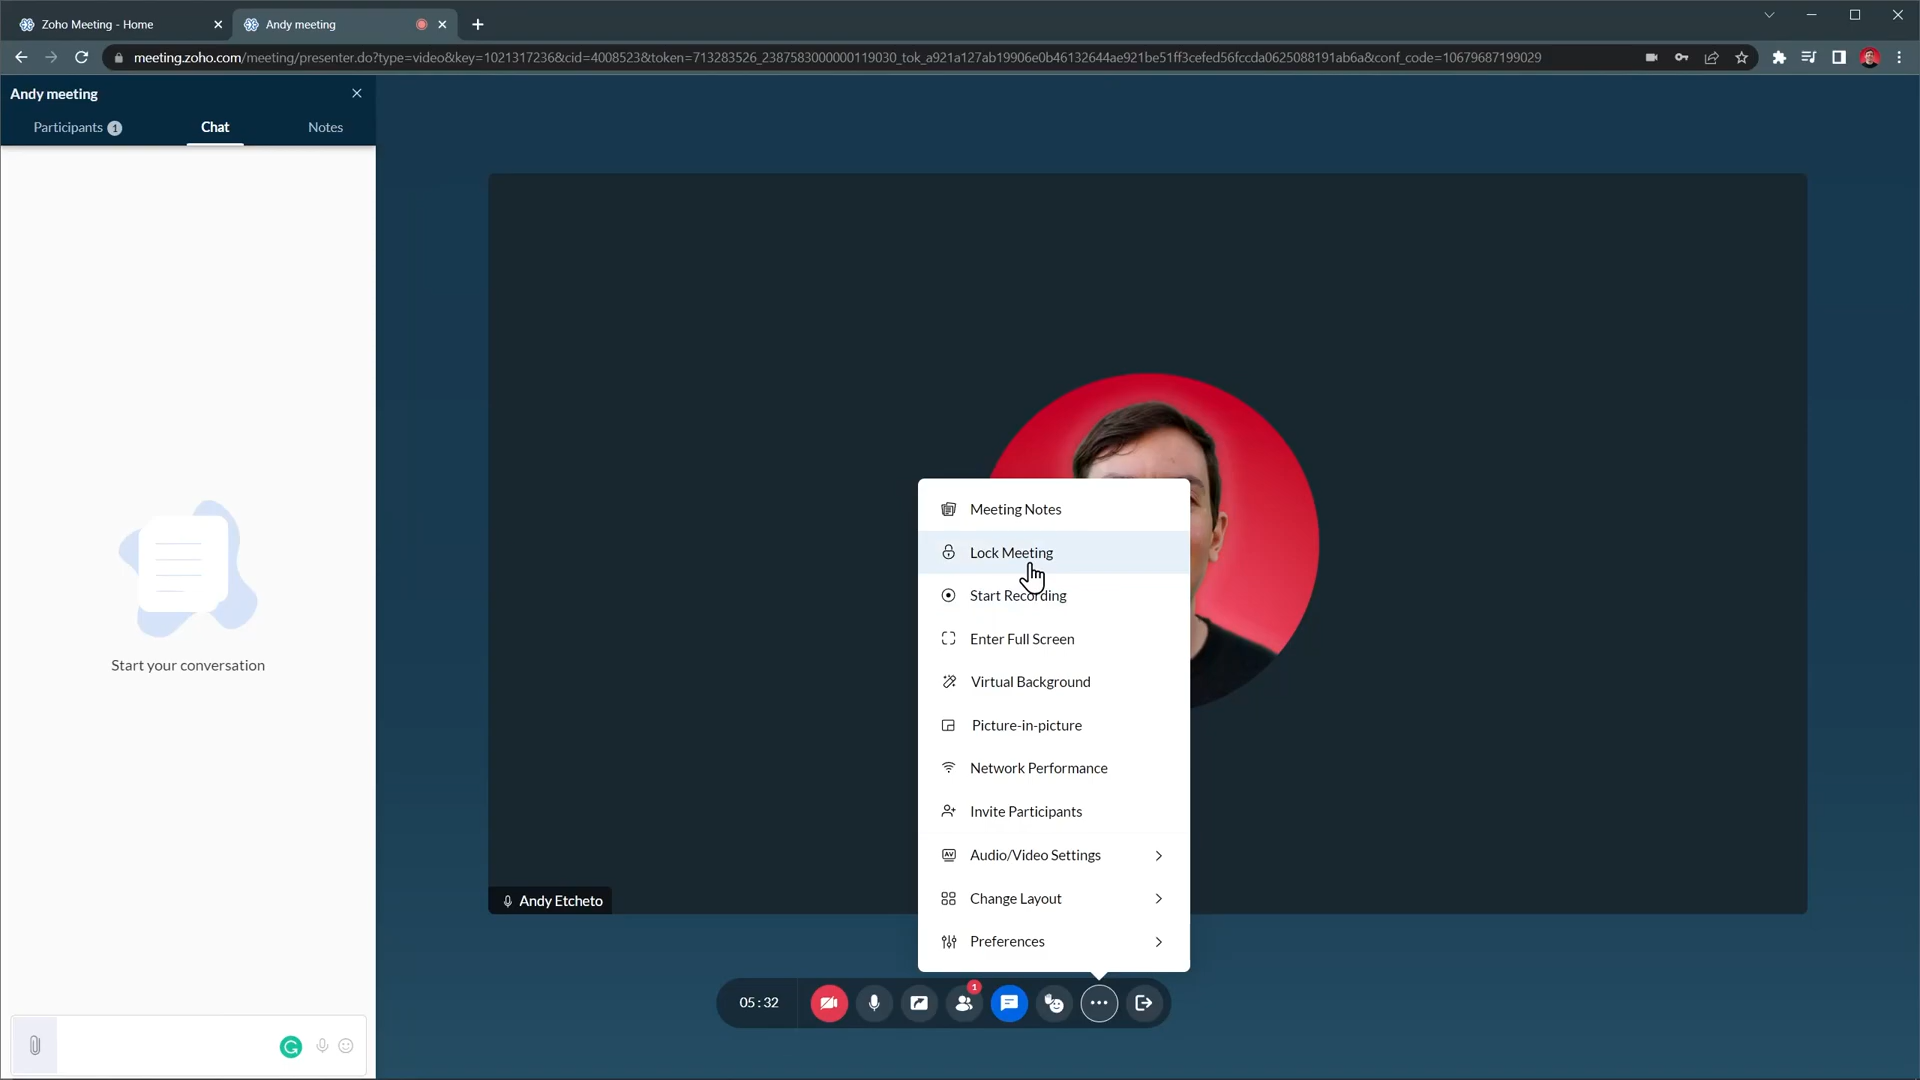 Zoho Meeting - Home
Andy meeting
meeting.zoho.com/meeting/presenter.do?type=video&key=1021317236&cid=4008523&token=713283526_2387583000000119030_tok_a921a127ab19906e0b46132644ae921be51ff3cefed56fccda0625088191ab6a&conf_code=10679687199029
Andy meeting
Participants 1
Chat
Notes
Start your conversation
Meeting Notes
Lock Meeting
Start Recording
Enter Full Screen
Virtual Background
Picture-in-picture
Network Performance
Invite Participants
AV Audio/Video Settings
Change Layout
Preferences
Andy Etcheto
05 : 32
1